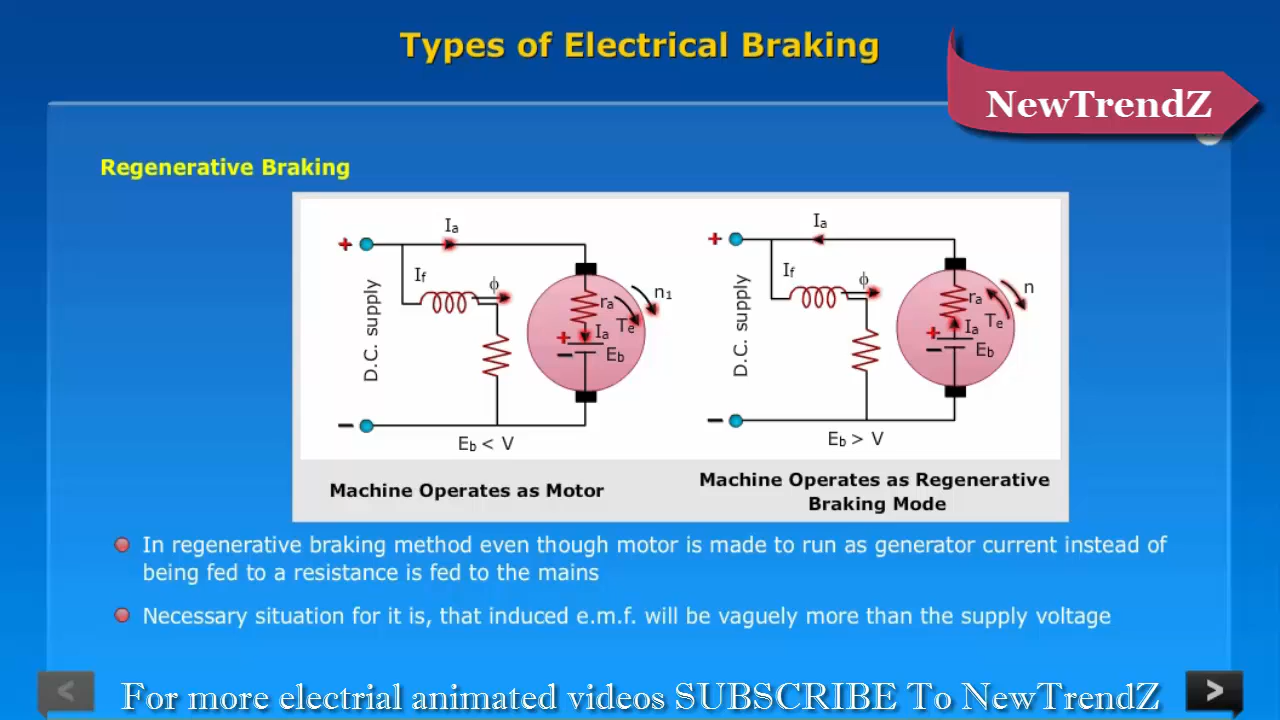 Types of Electrical Braking
NewTrendZ
Regenerative Braking
Ia
If
ϕ
n1
ra
Te
+
Ia
Eb
−
D.C. supply
+
−
Eb < V
Machine Operates as Motor
Ia
If
ϕ
n
ra
Te
+
Ia
Eb
−
D.C. supply
+
−
Eb > V
Machine Operates as Regenerative
Braking Mode
In regenerative braking method even though motor is made to run as generator current instead of
being fed to a resistance is fed to the mains
Necessary situation for it is, that induced e.m.f. will be vaguely more than the supply voltage
<
For more electrial animated videos SUBSCRIBE To NewTrendZ
>